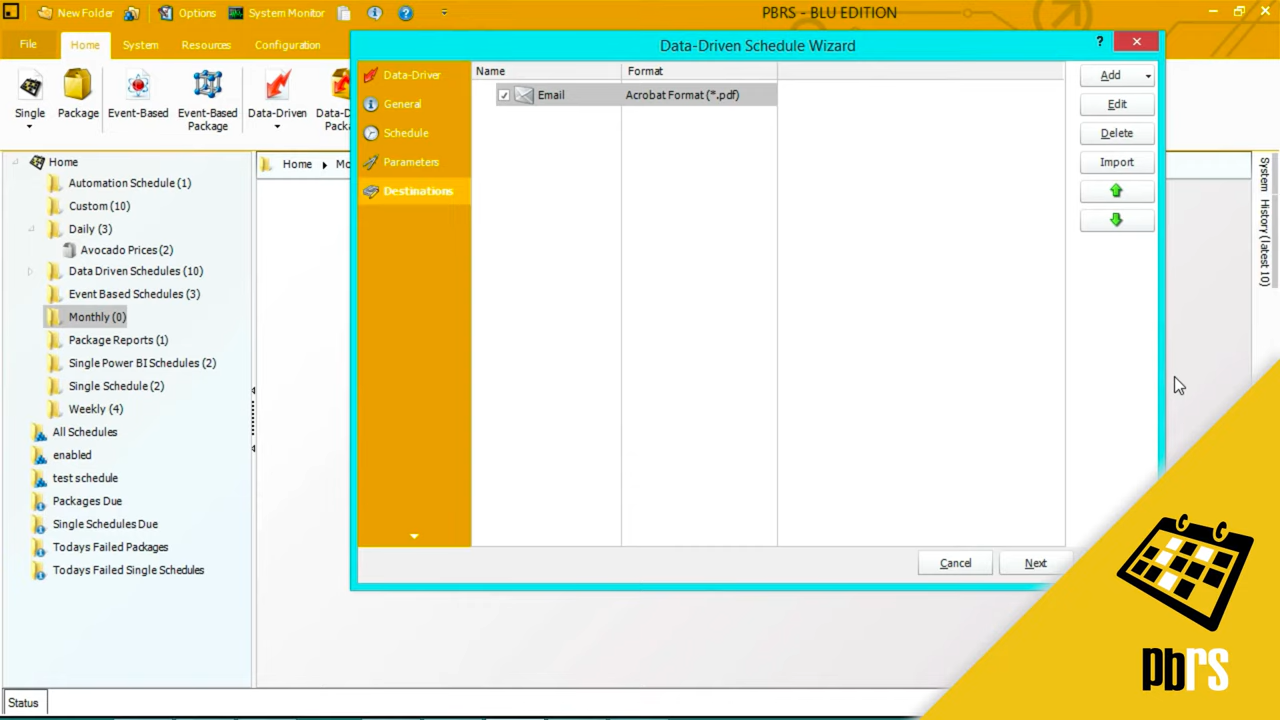 New Folder
Options
System Monitor
PBRS - BLU EDITION
File
Home
System
Resources
Configuration
Single
Package
Event-Based
Event-Based
Package
Data-Driven
Data-D
Packa
Home
Automation Schedule (1)
Custom (10)
Daily (3)
Avocado Prices (2)
Data Driven Schedules (10)
Event Based Schedules (3)
Monthly (0)
Package Reports (1)
Single Power BI Schedules (2)
Single Schedule (2)
Weekly (4)
All Schedules
enabled
test schedule
Packages Due
Single Schedules Due
Todays Failed Packages
Todays Failed Single Schedules
Home
Mo
Data-Driven Schedule Wizard
?
Data-Driver
General
Schedule
Parameters
Destinations
Name
Format
Email
Acrobat Format (*.pdf)
Add
Edit
Delete
Import
Cancel
Next
System History (latest 10)
Status
pbrs